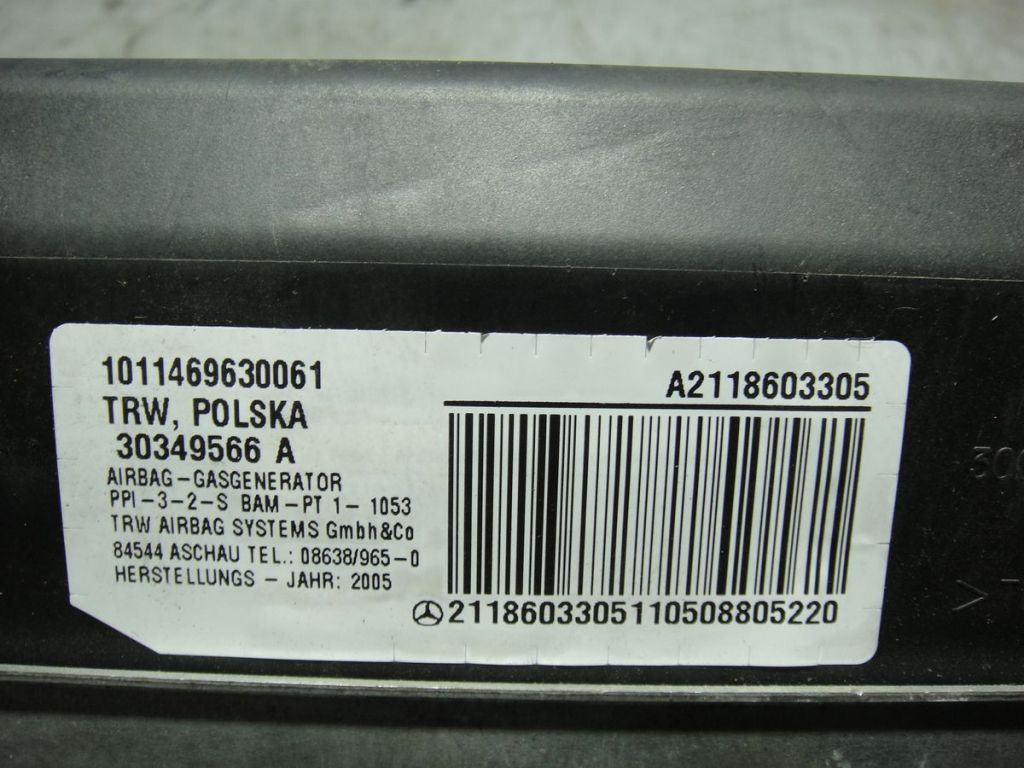 1011469630061
TRW, POLSKA
30349566 A
AIRBAG-GASGENERATOR
PPI-3-2-S BAM-PT 1- 1053
TRW AIRBAG SYSTEMS Gmbh&Co
84544 ASCHAU TEL.: 08638/965-0
HERSTELLUNGS - JAHR: 2005
A2118603305
2118603305110508805220